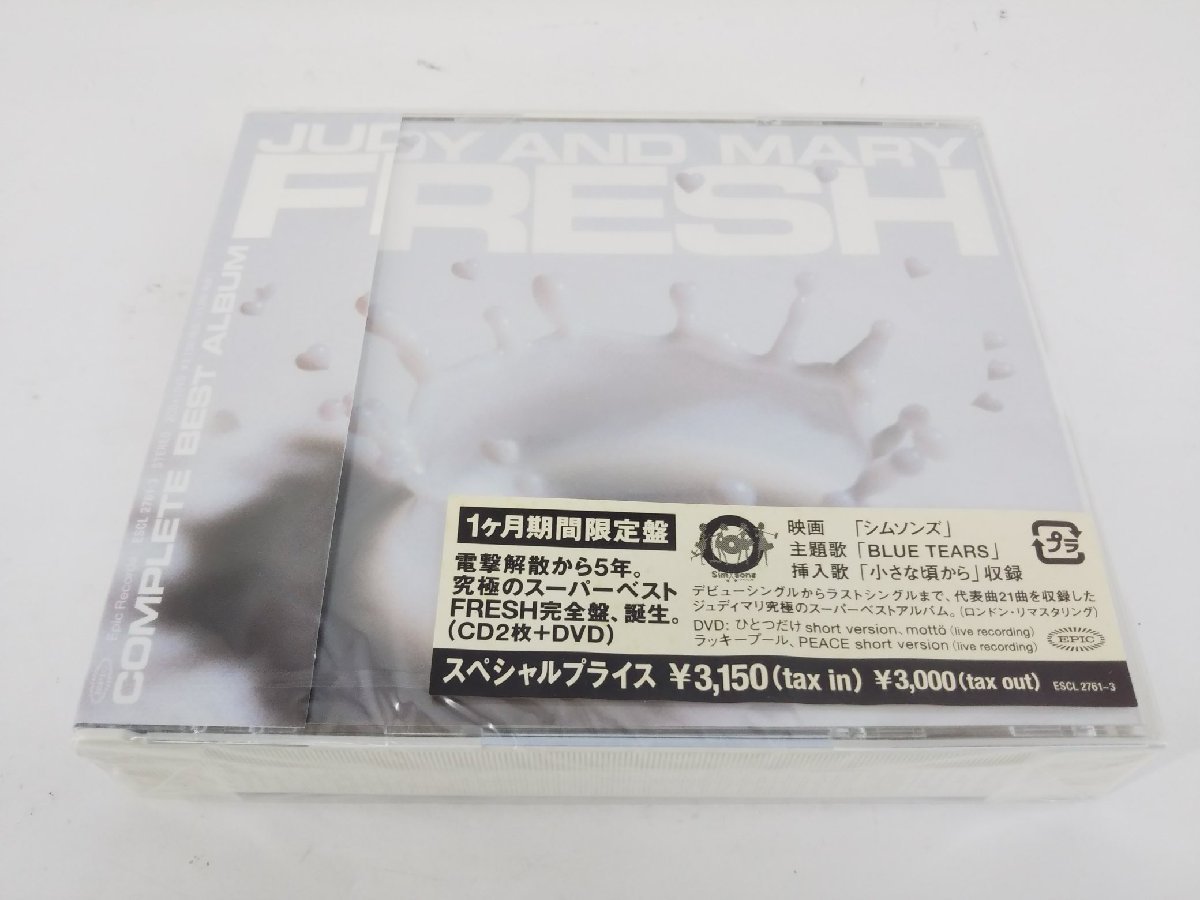 JUDY AND MARY
FRESH
COMPLETE BEST ALBUM
Epic Records ESCL 2761-3 STEREO
1ヶ月期間限定盤
電撃解散から5年。
究極のスーパーベスト
FRESH完全盤、誕生。
(CD2枚+DVD)
Simsons
映画 「シムソンズ」
主題歌「BLUE TEARS」
挿入歌「小さな頃から」収録
プラ
デビューシングルからラストシングルまで、代表曲21曲を収録した
ジュディマリ究極のスーパーベストアルバム。(ロンドン・リマスタリング)
DVD: ひとつだけ short version、mottö (live recording)
ラッキープール、PEACE short version (live recording)
EPIC
スペシャルプライス ¥3,150(tax in) ¥3,000(tax out) ESCL 2761-3